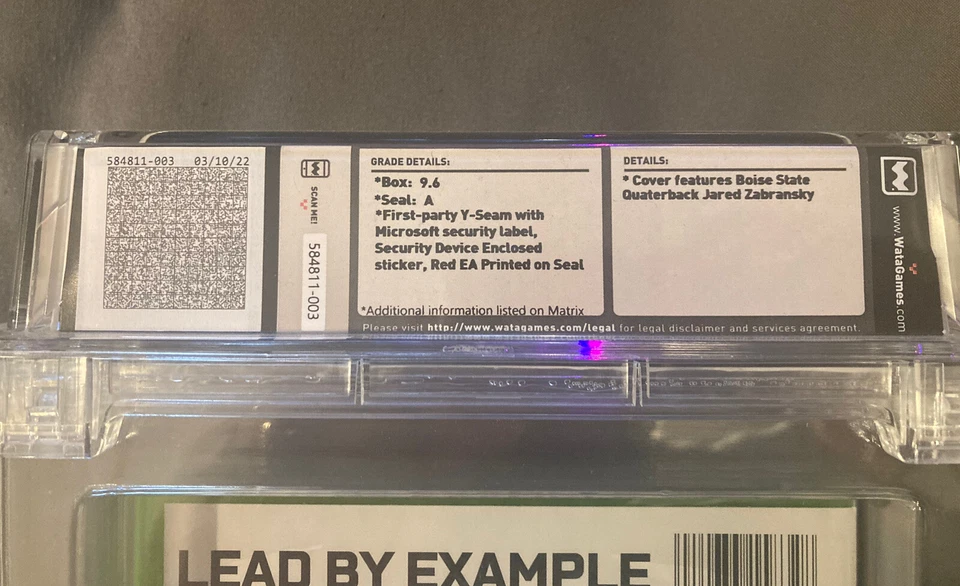 584811-003 03/10/22
SCAN ME!
584811-003
GRADE DETAILS:
*Box: 9.6
*Seal: A
*First-party Y-Seam with
Microsoft security label,
Security Device Enclosed
sticker, Red EA Printed on Seal
*Additional information listed on Matrix
DETAILS:
* Cover features Boise State
Quaterback Jared Zabransky
www.WataGames.com
Please visit http://www.watagames.com/legal for legal disclaimer and services agreement.
LEAD BY EXAMPLE